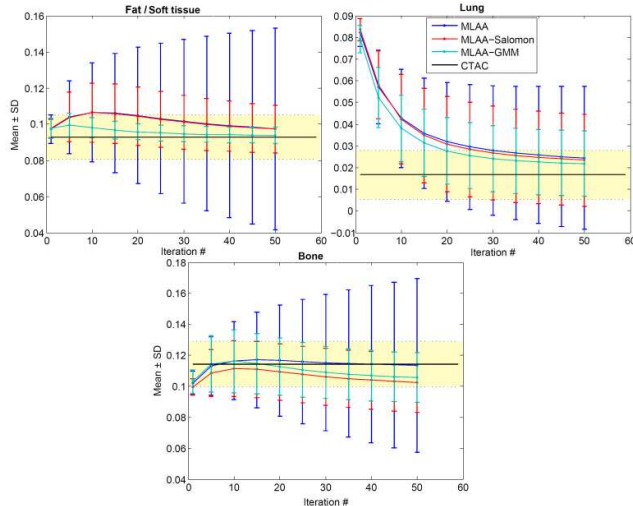 Fat / Soft tissue
Mean ± SD
0.16
0.14
0.12
0.1
0.08
0.06
0.04
0 10 20 30 40 50 60
Iteration #
Lung
Mean ± SD
0.09
0.08
0.07
0.06
0.05
0.04
0.03
0.02
0.01
0
−0.01
0 10 20 30 40 50 60
Iteration #
MLAA
MLAA−Salomon
MLAA−GMM
CTAC
Bone
Mean ± SD
0.18
0.16
0.14
0.12
0.1
0.08
0.06
0.04
0 10 20 30 40 50 60
Iteration #